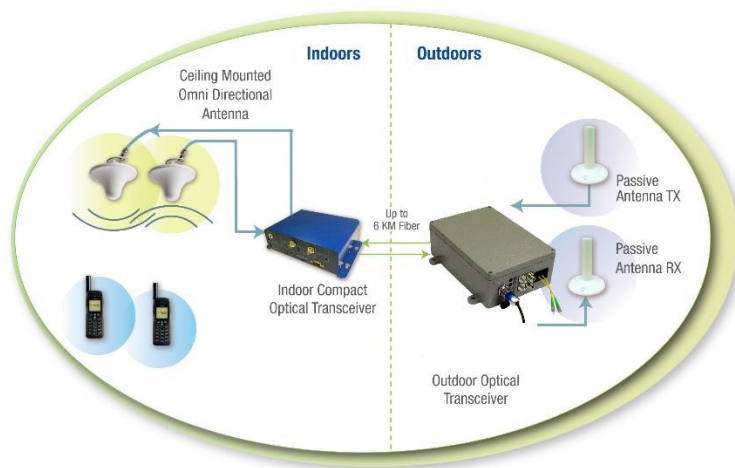 Indoors
Outdoors
Ceiling Mounted
Omni Directional
Antenna
Passive
Antenna TX
Up to
6 KM Fiber
Passive
Antenna RX
Indoor Compact
Optical Transceiver
Outdoor Optical
Transceiver